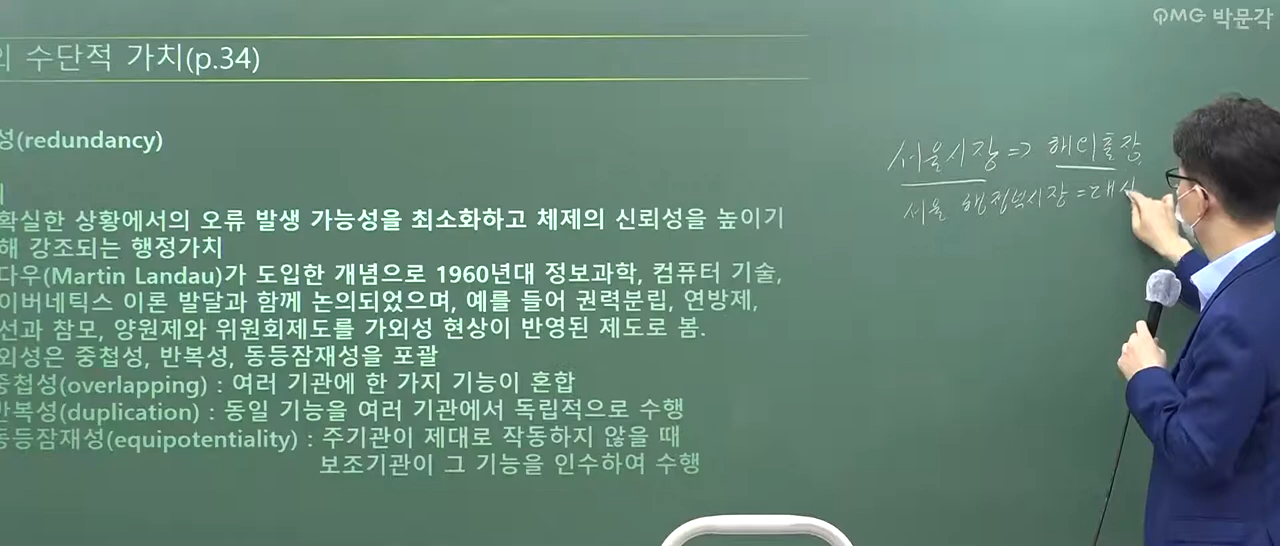 PMG 박문각
의 수단적 가치(p.34)
성(redundancy)
확실한 상황에서의 오류 발생 가능성을 최소화하고 체제의 신뢰성을 높이기
해 강조되는 행정가치
다우(Martin Landau)가 도입한 개념으로 1960년대 정보과학, 컴퓨터 기술,
이버네틱스 이론 발달과 함께 논의되었으며, 예를 들어 권력분립, 연방제,
선과 참모, 양원제와 위원회제도를 가외성 현상이 반영된 제도로 봄.
외성은 중첩성, 반복성, 동등잠재성을 포괄
중첩성(overlapping) : 여러 기관에 한 가지 기능이 혼합
반복성(duplication) : 동일 기능을 여러 기관에서 독립적으로 수행
동등잠재성(equipotentiality) : 주기관이 제대로 작동하지 않을 때
보조기관이 그 기능을 인수하여 수행
서울시장 => 해외출장
서울 행정부시장 = 대신